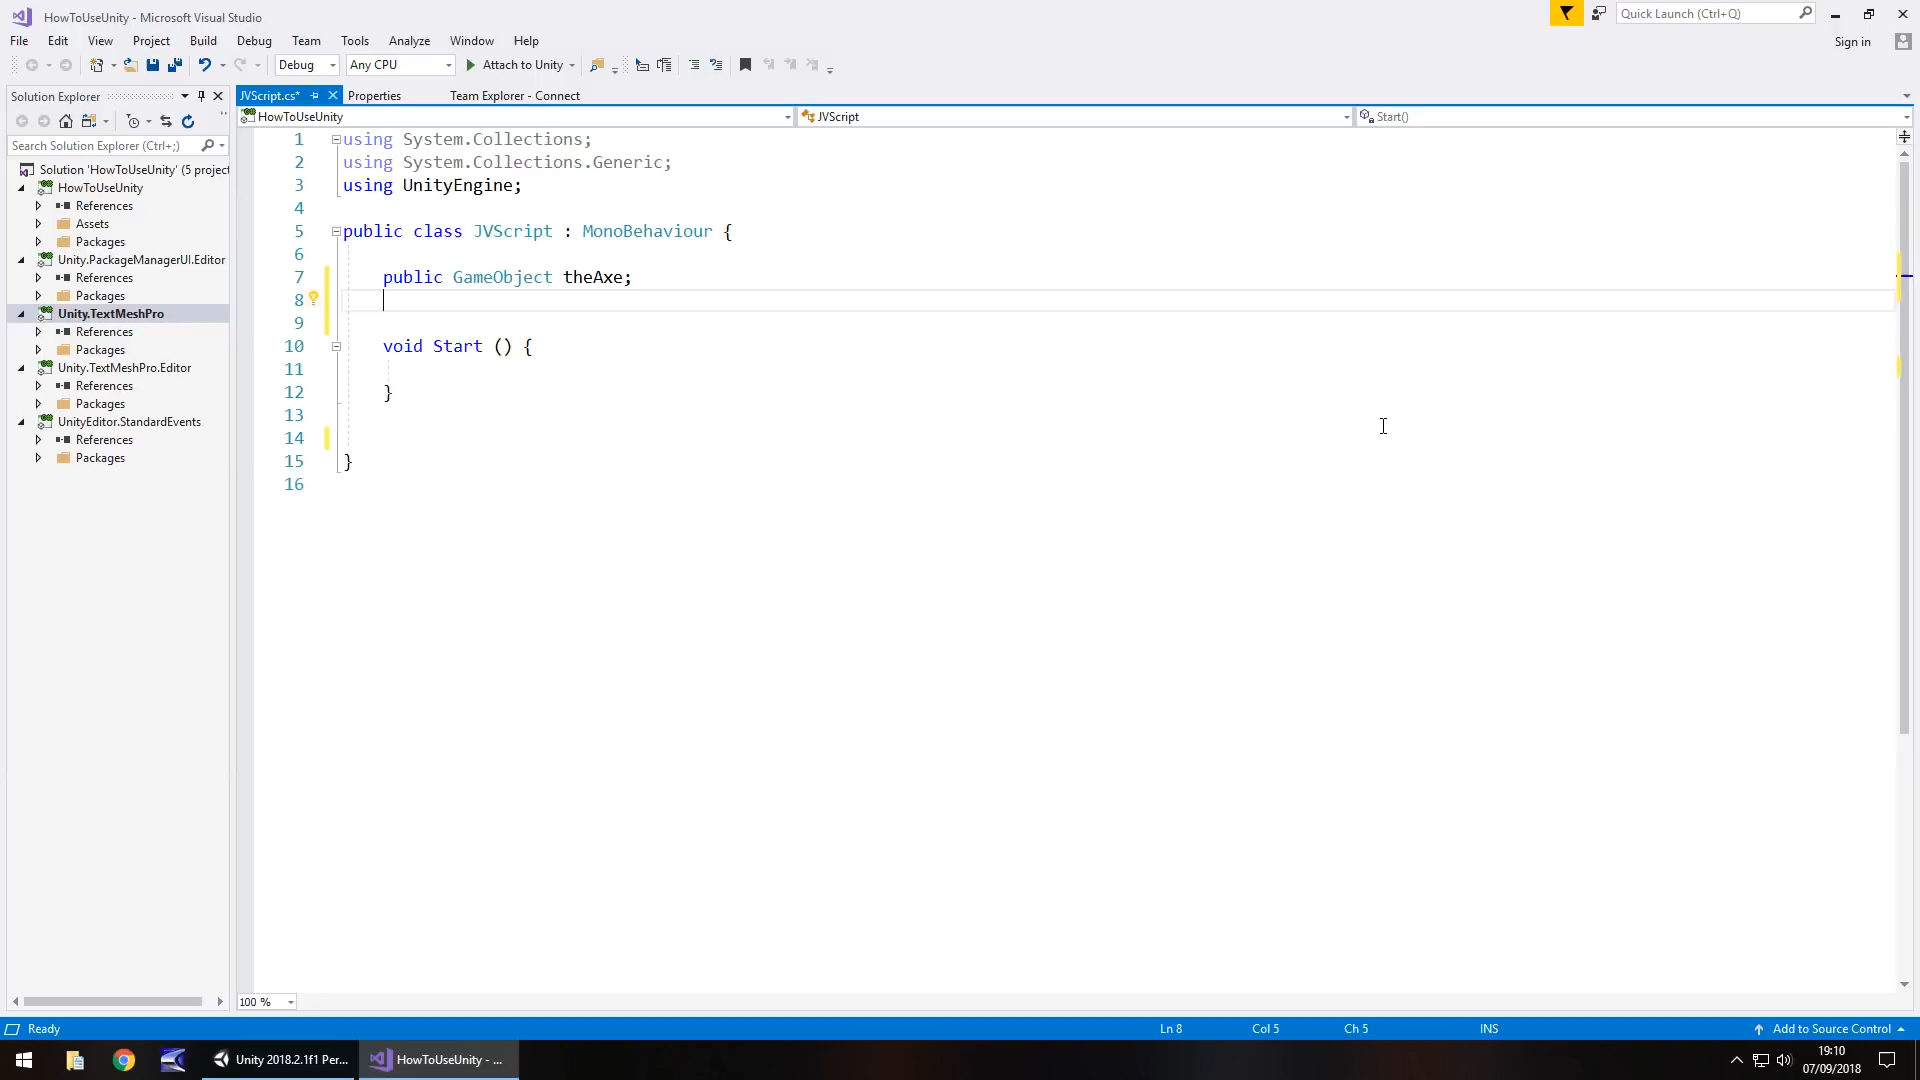 HowToUseUnity - Microsoft Visual Studio
Quick Launch (Ctrl+Q)
File Edit View Project Build Debug Team Tools Analyze Window Help
Sign in
Debug Any CPU Attach to Unity
Solution Explorer
JVScript.cs* Properties Team Explorer - Connect
HowToUseUnity JVScript Start()
Search Solution Explorer (Ctrl+;)
Solution 'HowToUseUnity' (5 project
HowToUseUnity
References
Assets
Packages
Unity.PackageManagerUI.Editor
References
Packages
Unity.TextMeshPro
References
Packages
Unity.TextMeshPro.Editor
References
Packages
UnityEditor.StandardEvents
References
Packages
1 using System.Collections;
2 using System.Collections.Generic;
3 using UnityEngine;
4
5 public class JVScript : MonoBehaviour {
6
7 public GameObject theAxe;
8
9
10 void Start () {
11
12 }
13
14
15 }
16
100 %
Ready Ln 8 Col 5 Ch 5 INS Add to Source Control
Unity 2018.2.1f1 Per...
HowToUseUnity - ...
19:10
07/09/2018